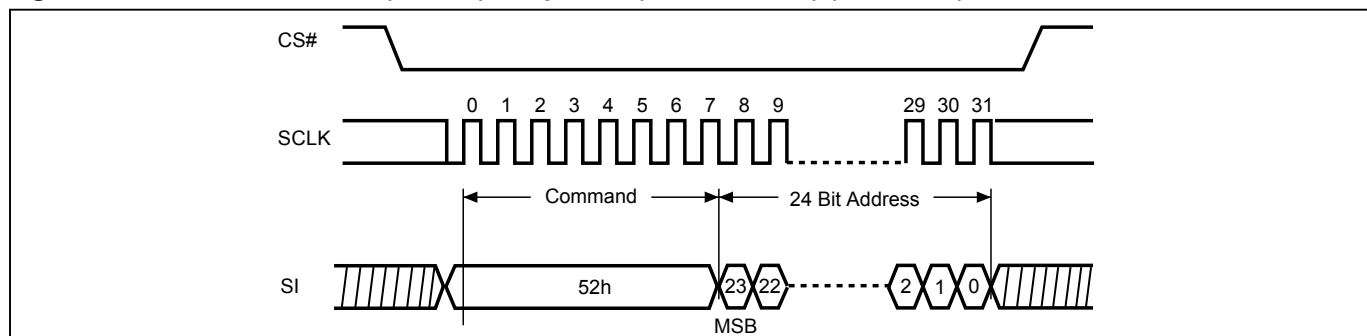 CS#
0 1 2 3 4 5 6 7 8 9 29 30 31
SCLK
Command 24 Bit Address
SI 52h 23 22 2 1 0
MSB